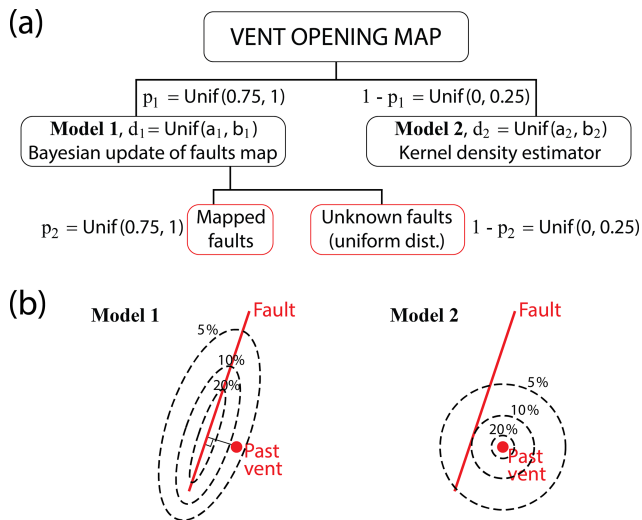 (a)
VENT OPENING MAP
p₁ = Unif (0.75, 1)
1 - p₁ = Unif (0, 0.25)
Model 1, d₁ = Unif(a₁, b₁)
Bayesian update of faults map
Model 2, d₂ = Unif(a₂, b₂)
Kernel density estimator
p₂ = Unif (0.75, 1)
Mapped
faults
Unknown faults
(uniform dist.)
1 - p₂ = Unif (0, 0.25)
(b)
Model 1
Fault
5%
10%
20%
Past
vent
Model 2
Fault
5%
10%
20%
Past
vent